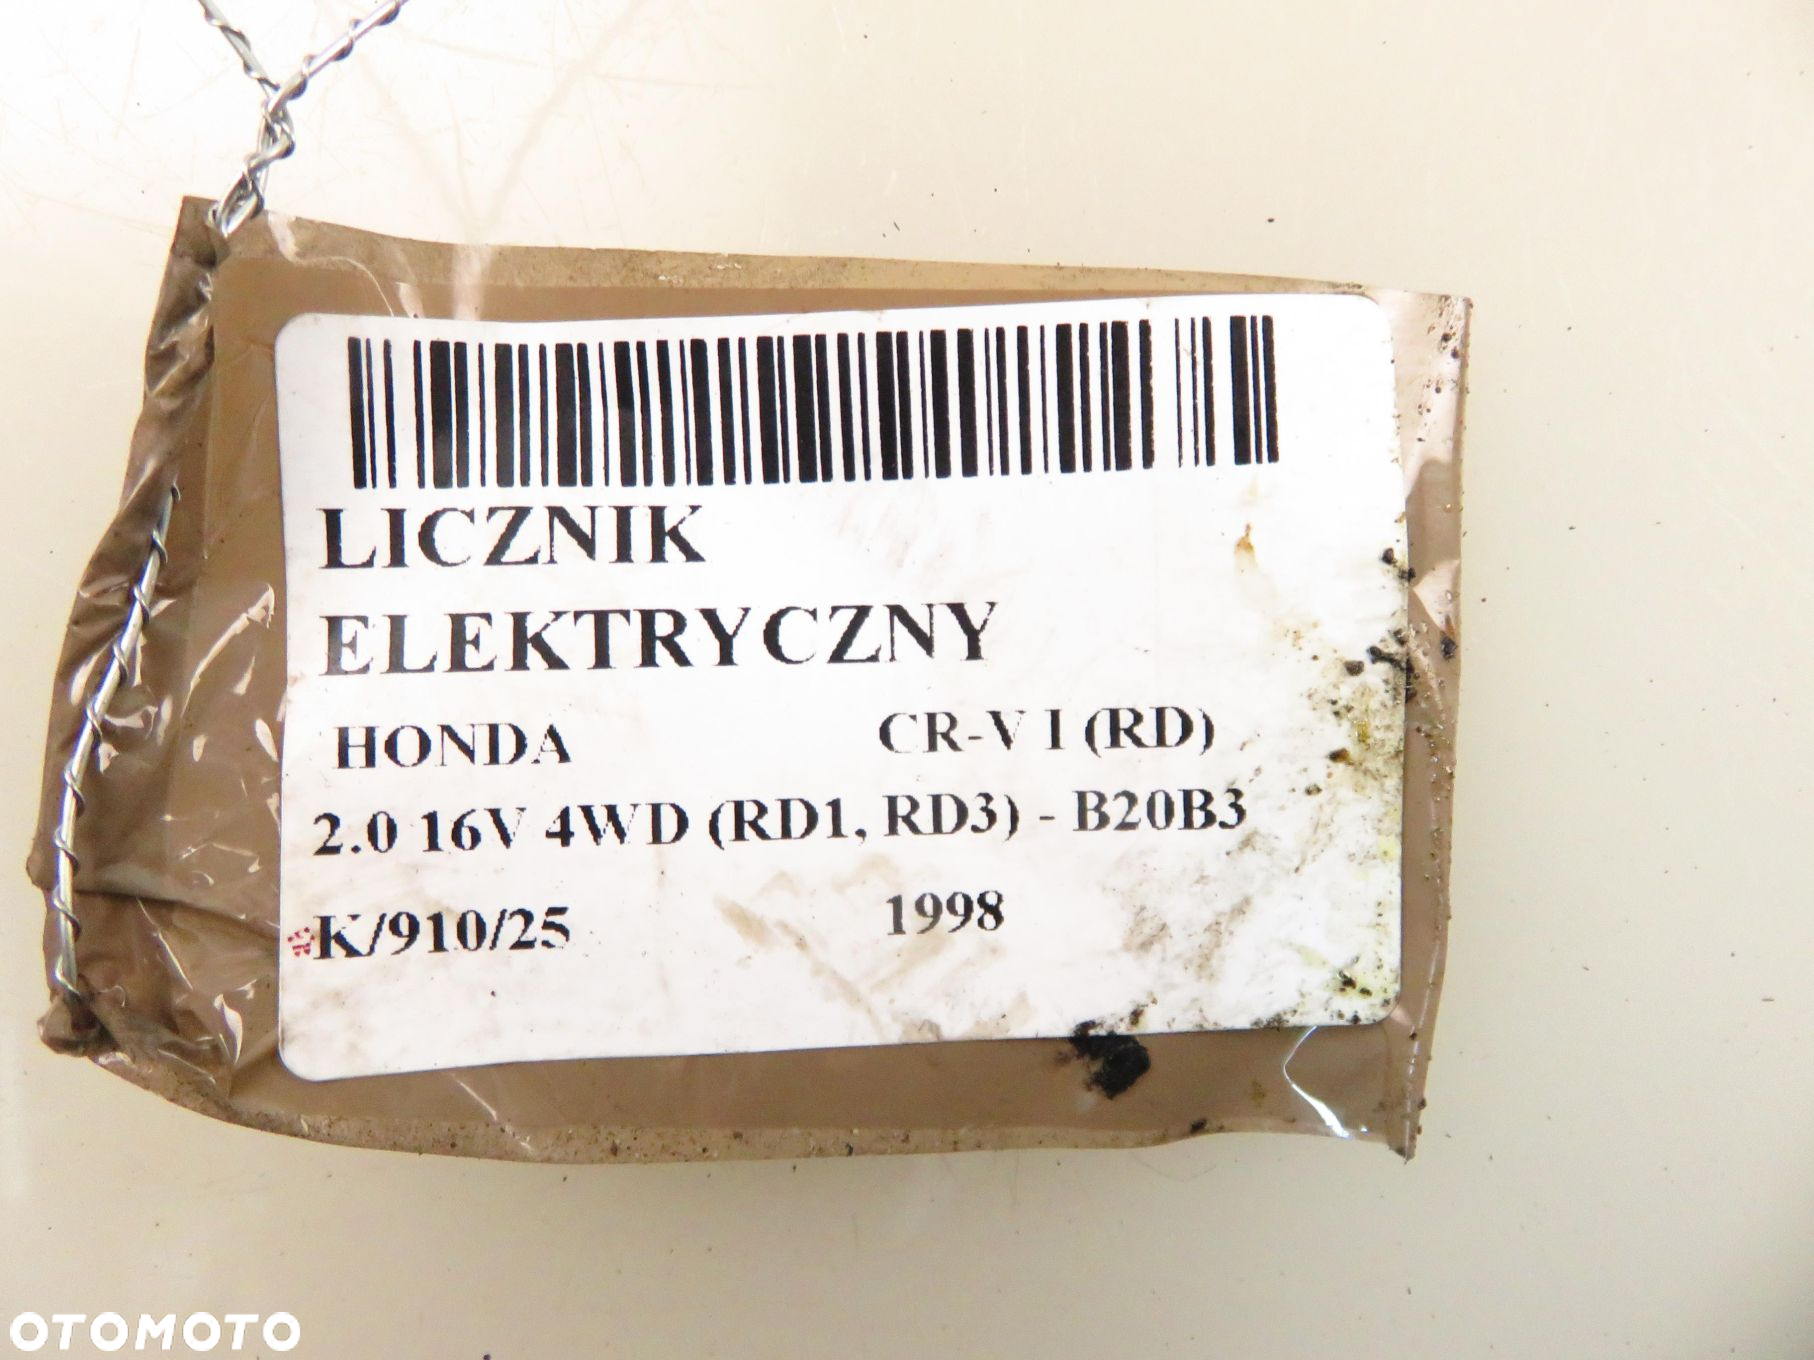 LICZNIK
ELEKTRYCZNY
HONDA CR-V I (RD)
2.0 16V 4WD (RD1, RD3) - B20B3
K/910/25 1998
OTOMOTO